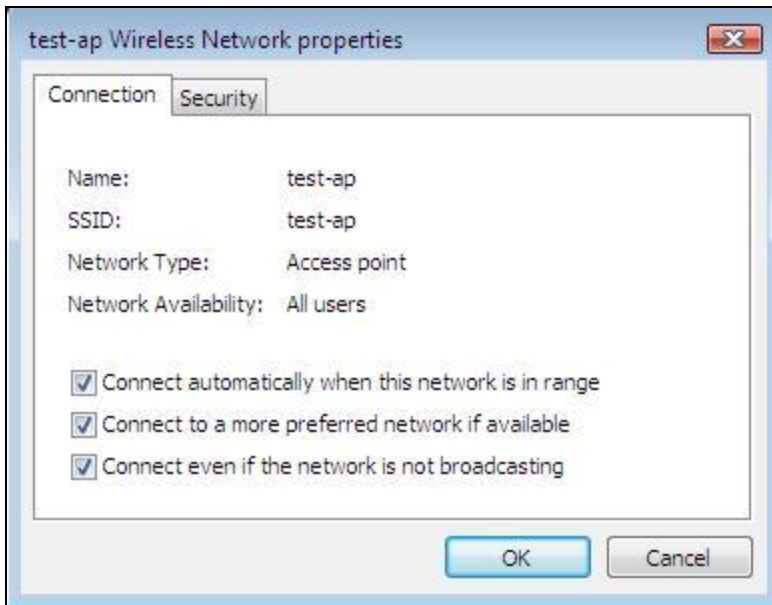 test-ap Wireless Network properties
Connection Security
Name: test-ap
SSID: test-ap
Network Type: Access point
Network Availability: All users
Connect automatically when this network is in range
Connect to a more preferred network if available
Connect even if the network is not broadcasting
OK Cancel